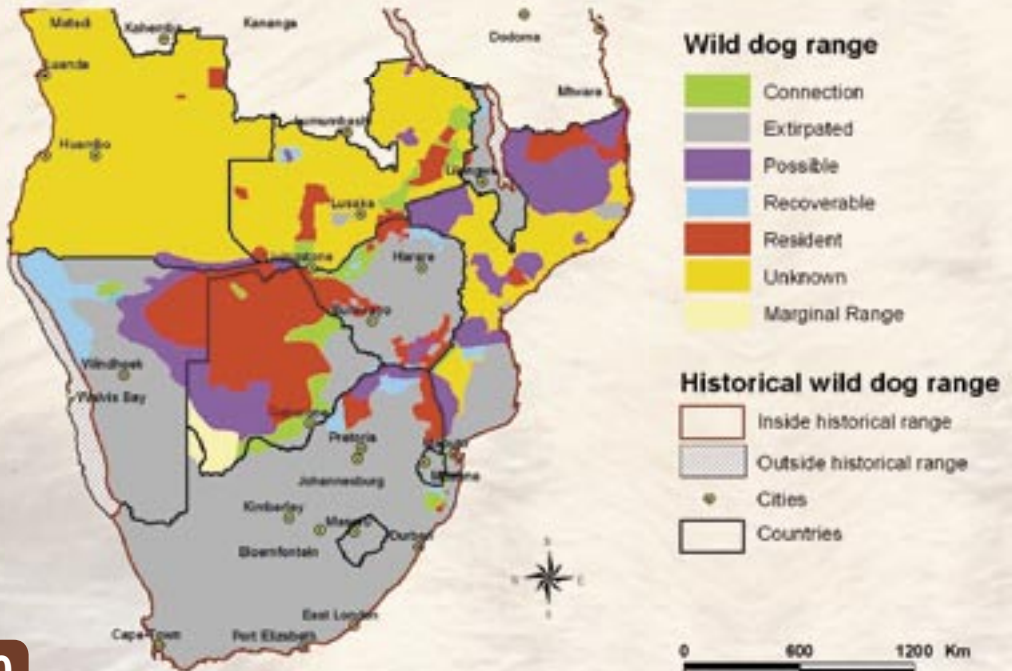 Matadi
Kahemba
Kananga
Dodoma
Luanda
Mtwara
Huambo
Lusaka
Harare
Windhoek
Walvis Bay
Pretoria
Johannesburg
Kimberley
Maseru
Bloemfontein
Durban
East London
Cape Town
Port Elizabeth
Wild dog range
Connection
Extirpated
Possible
Recoverable
Resident
Unknown
Marginal Range
Historical wild dog range
Inside historical range
Outside historical range
Cities
Countries
E
0 600 1200 Km